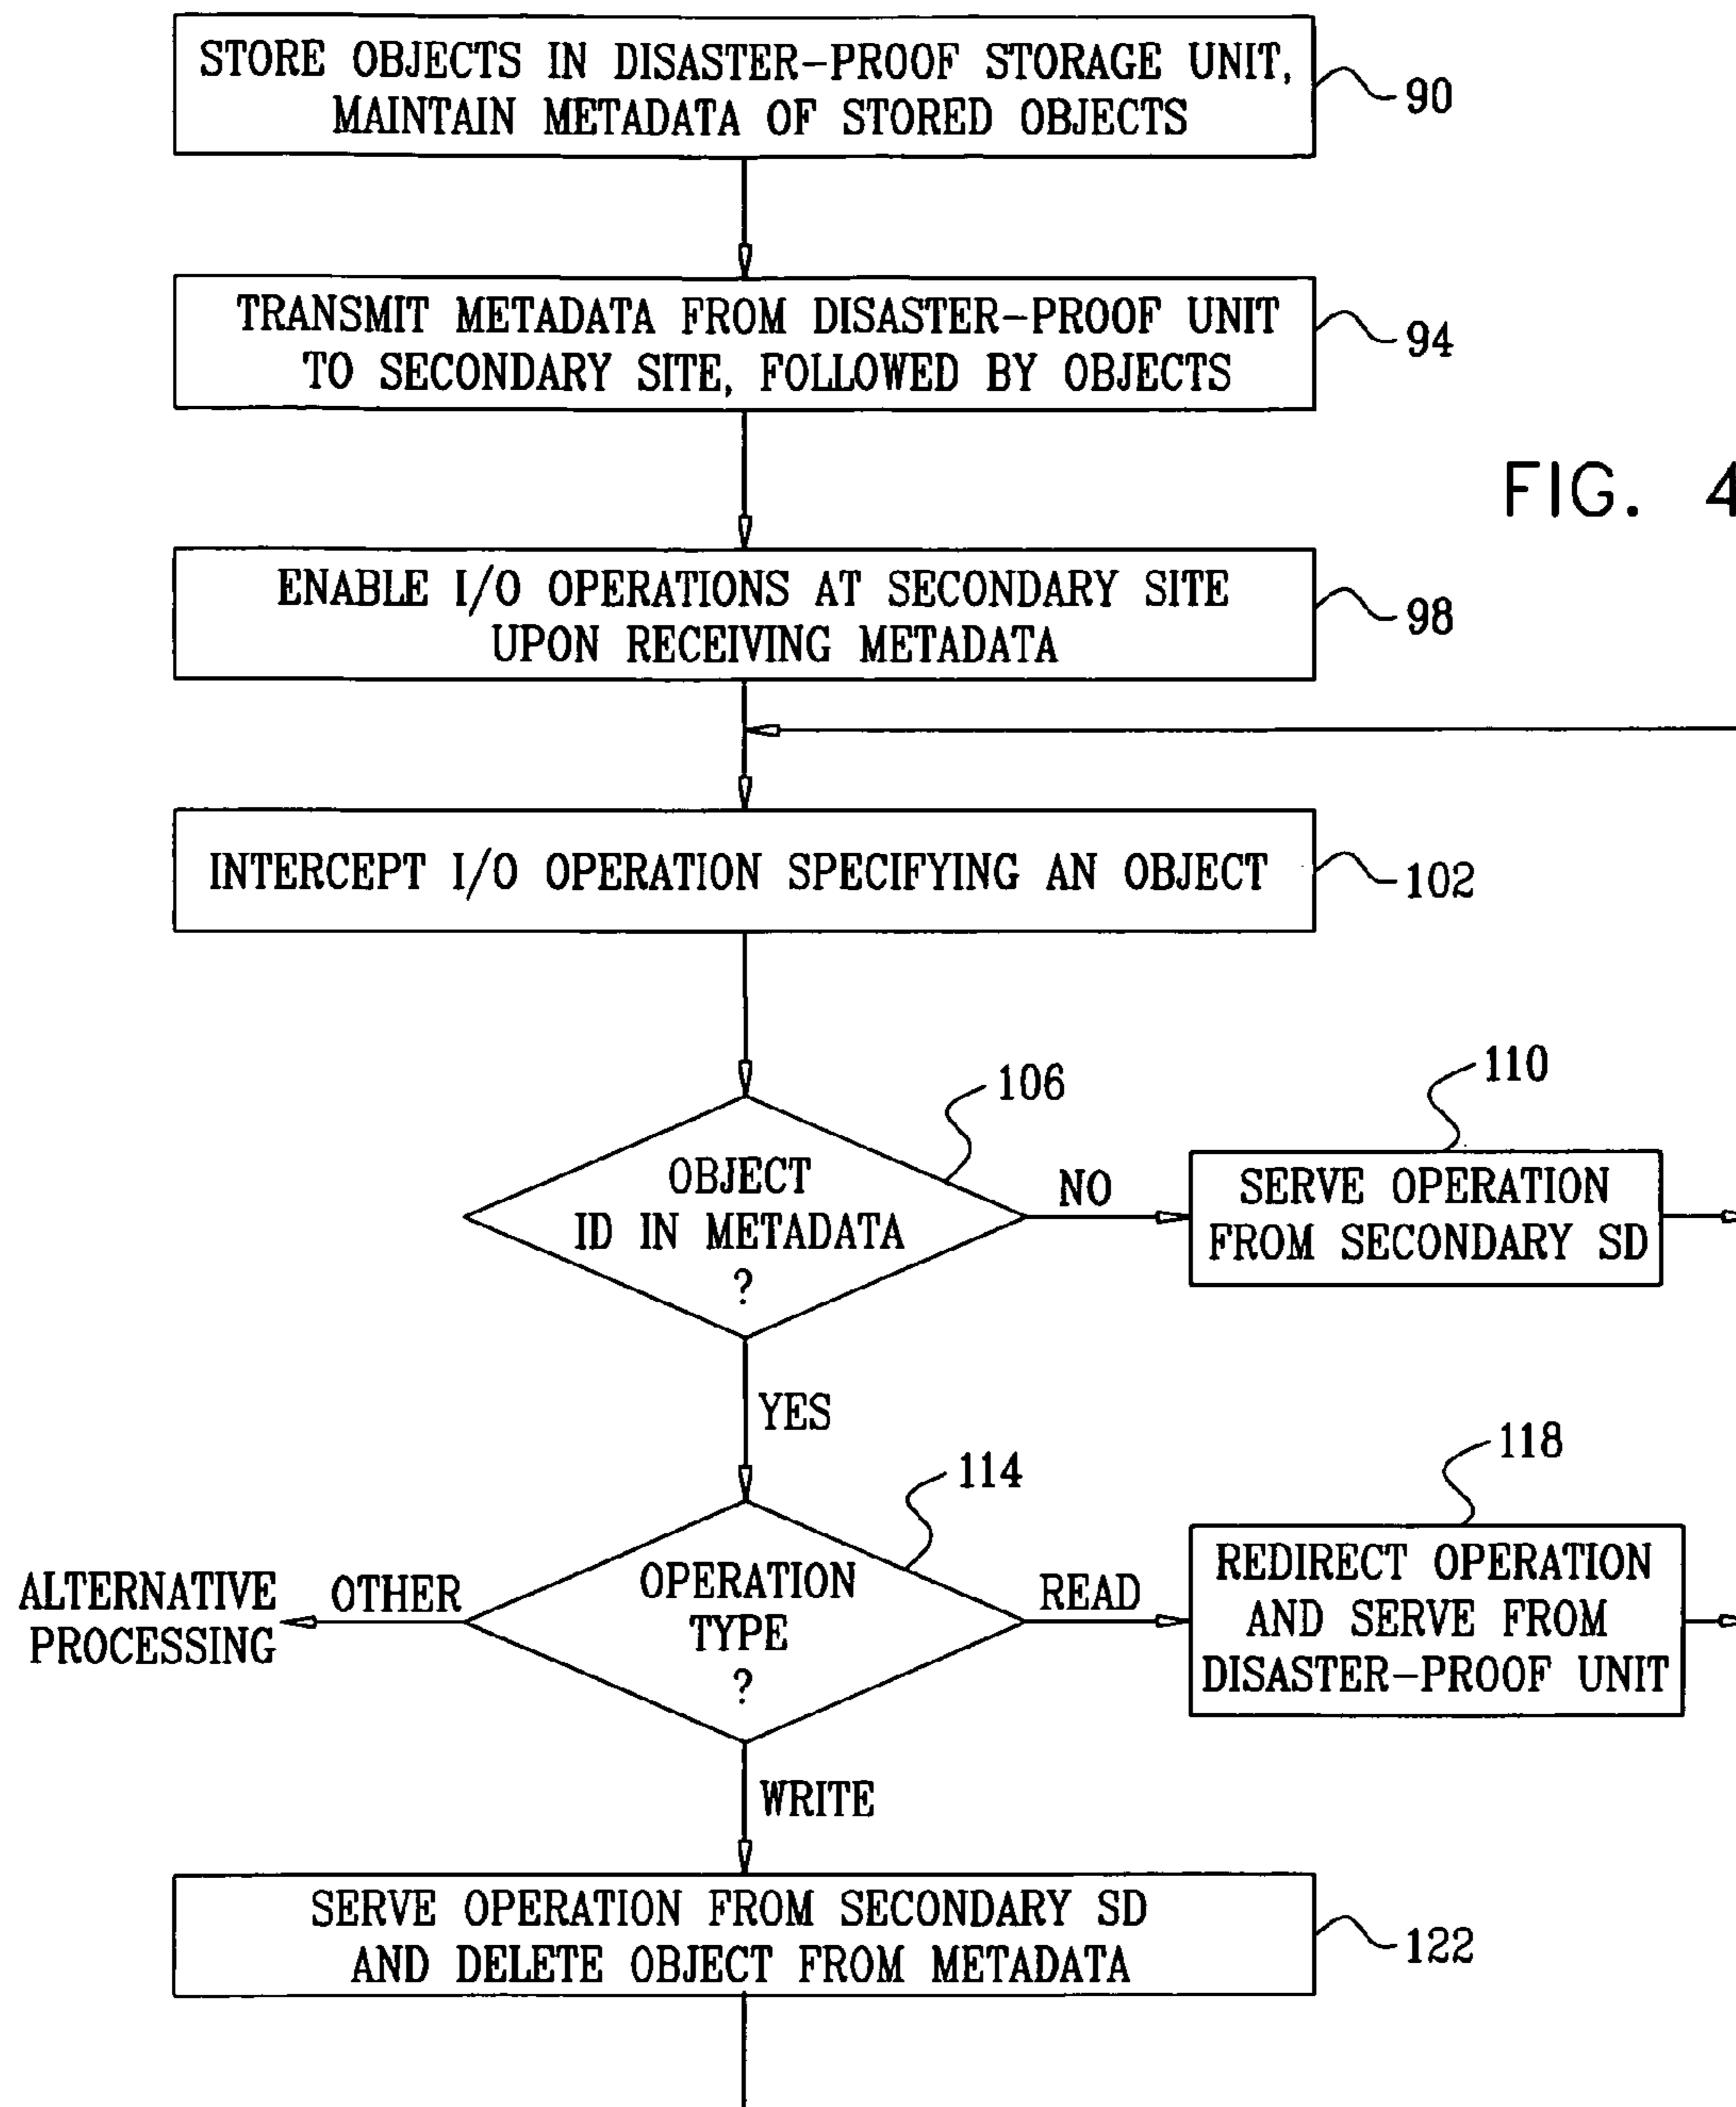 STORE OBJECTS IN DISASTER-PROOF STORAGE UNIT,
MAINTAIN METADATA OF STORED OBJECTS
90
TRANSMIT METADATA FROM DISASTER-PROOF UNIT
TO SECONDARY SITE, FOLLOWED BY OBJECTS
94
FIG. 4
ENABLE I/O OPERATIONS AT SECONDARY SITE
UPON RECEIVING METADATA
98
INTERCEPT I/O OPERATION SPECIFYING AN OBJECT
102
106
OBJECT
ID IN METADATA
?
NO
110
SERVE OPERATION
FROM SECONDARY SD
YES
114
OPERATION
TYPE
?
OTHER
ALTERNATIVE
PROCESSING
READ
118
REDIRECT OPERATION
AND SERVE FROM
DISASTER-PROOF UNIT
WRITE
SERVE OPERATION FROM SECONDARY SD
AND DELETE OBJECT FROM METADATA
122